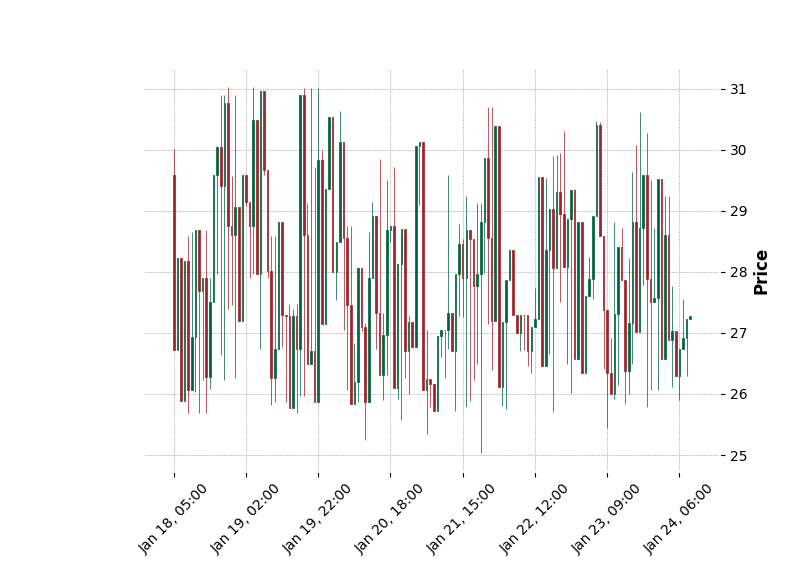 31
30
29
28
27
26
25
Price
Jan 18, 05:00
Jan 19, 02:00
Jan 19, 22:00
Jan 20, 18:00
Jan 21, 15:00
Jan 22, 12:00
Jan 23, 09:00
Jan 24, 06:00